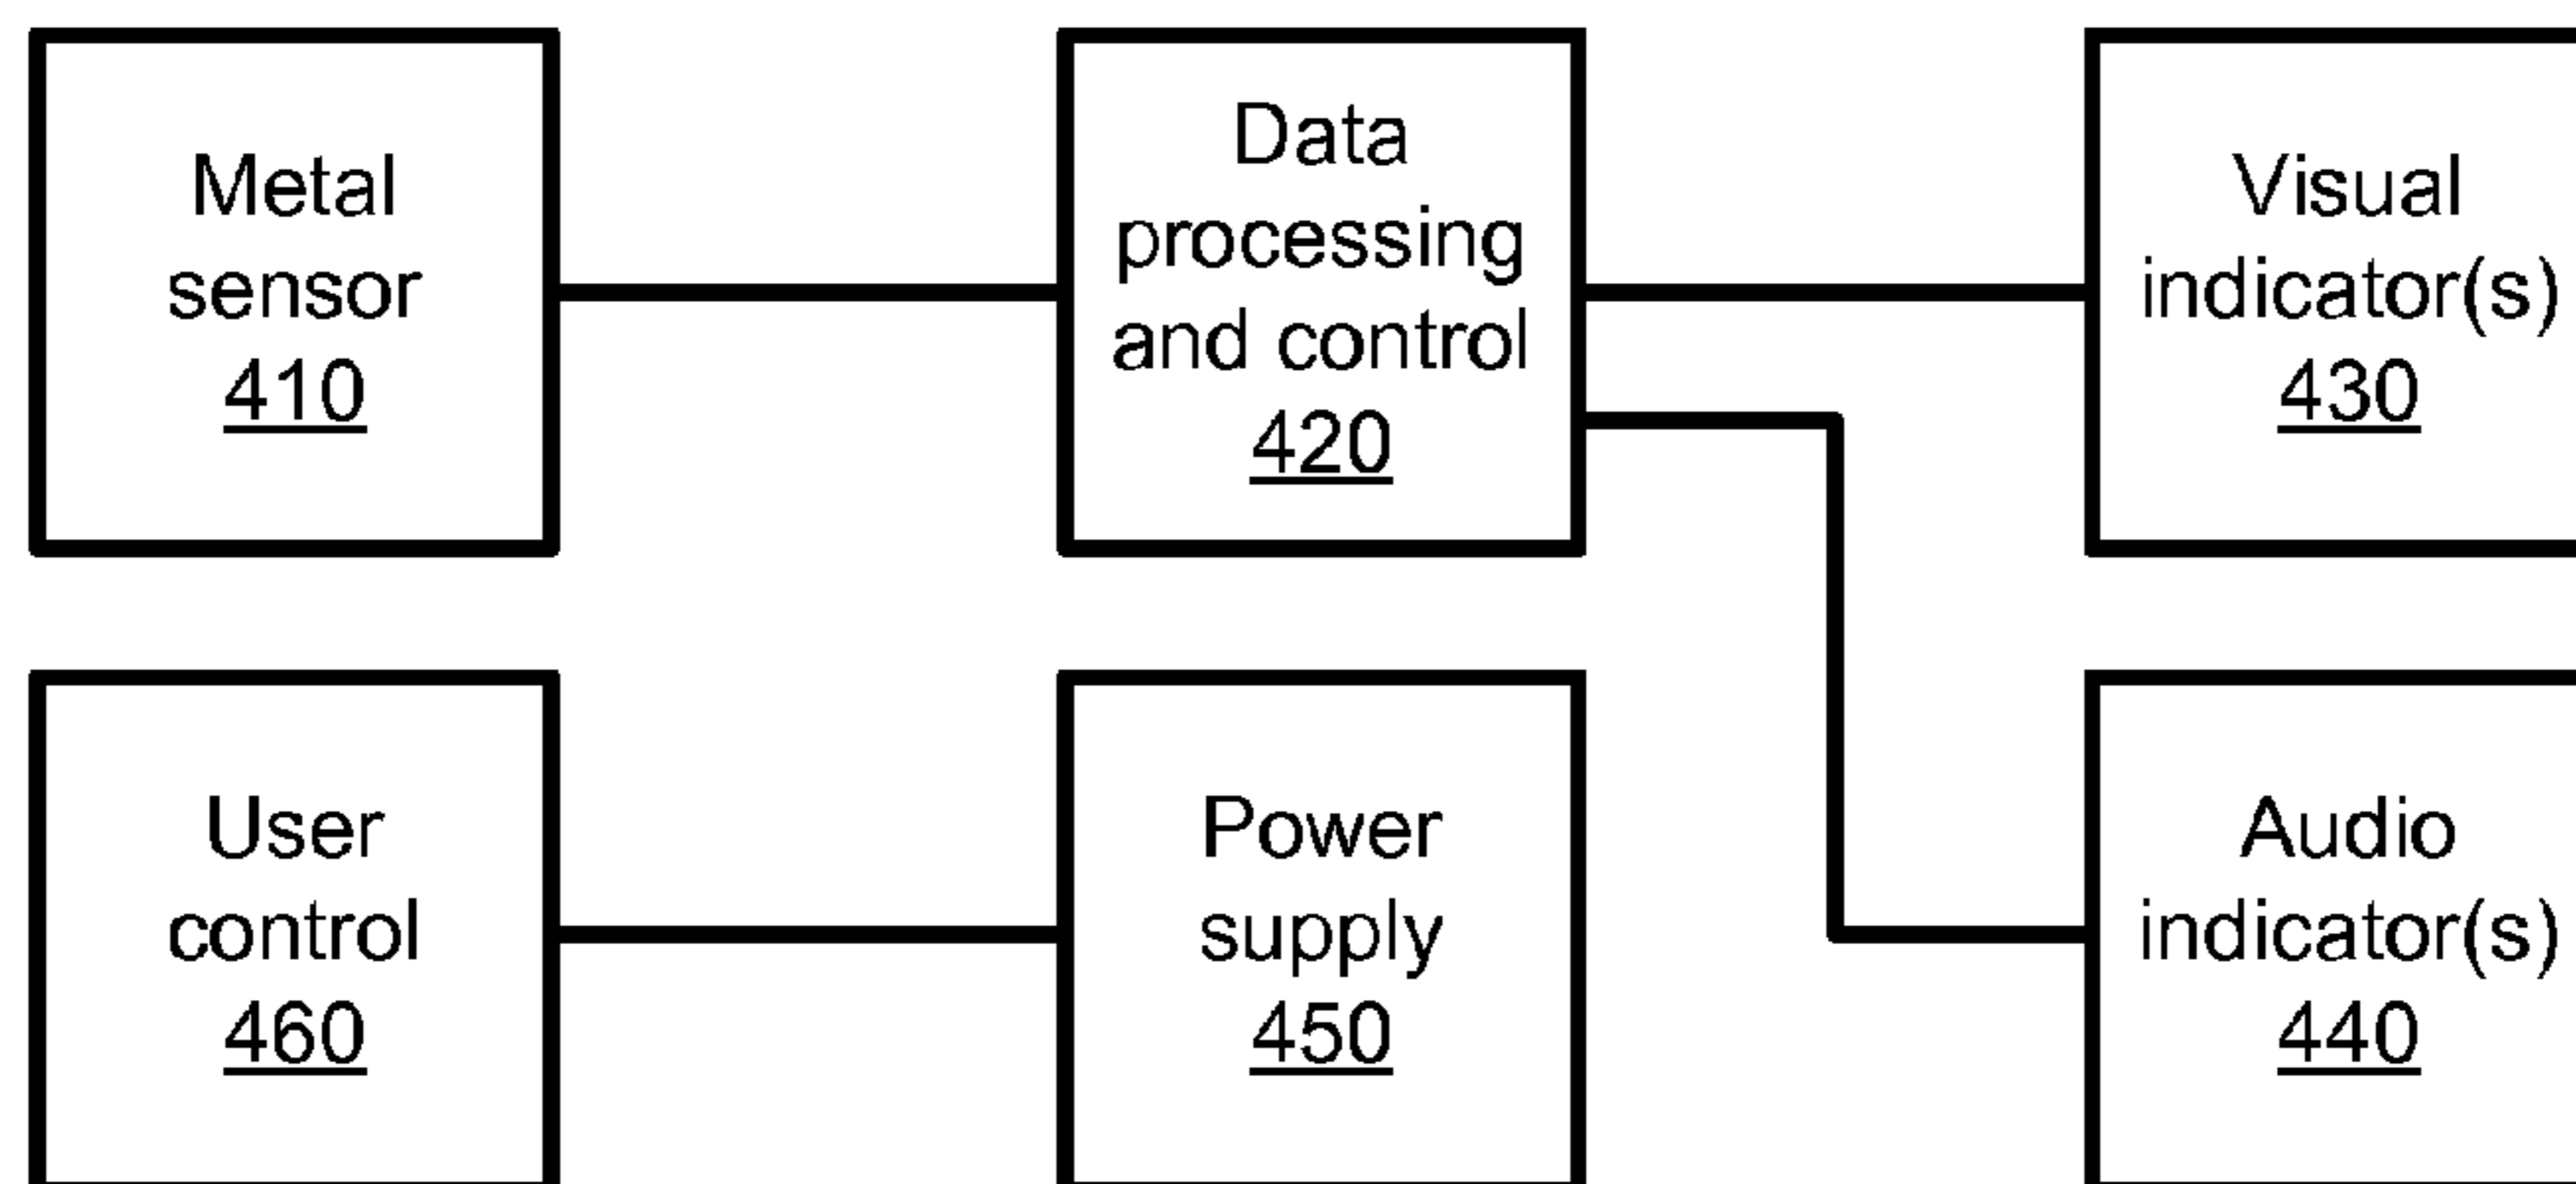 Metal
sensor
410
Data
processing
and control
420
Visual
indicator(s)
430
User
control
460
Power
supply
450
Audio
indicator(s)
440